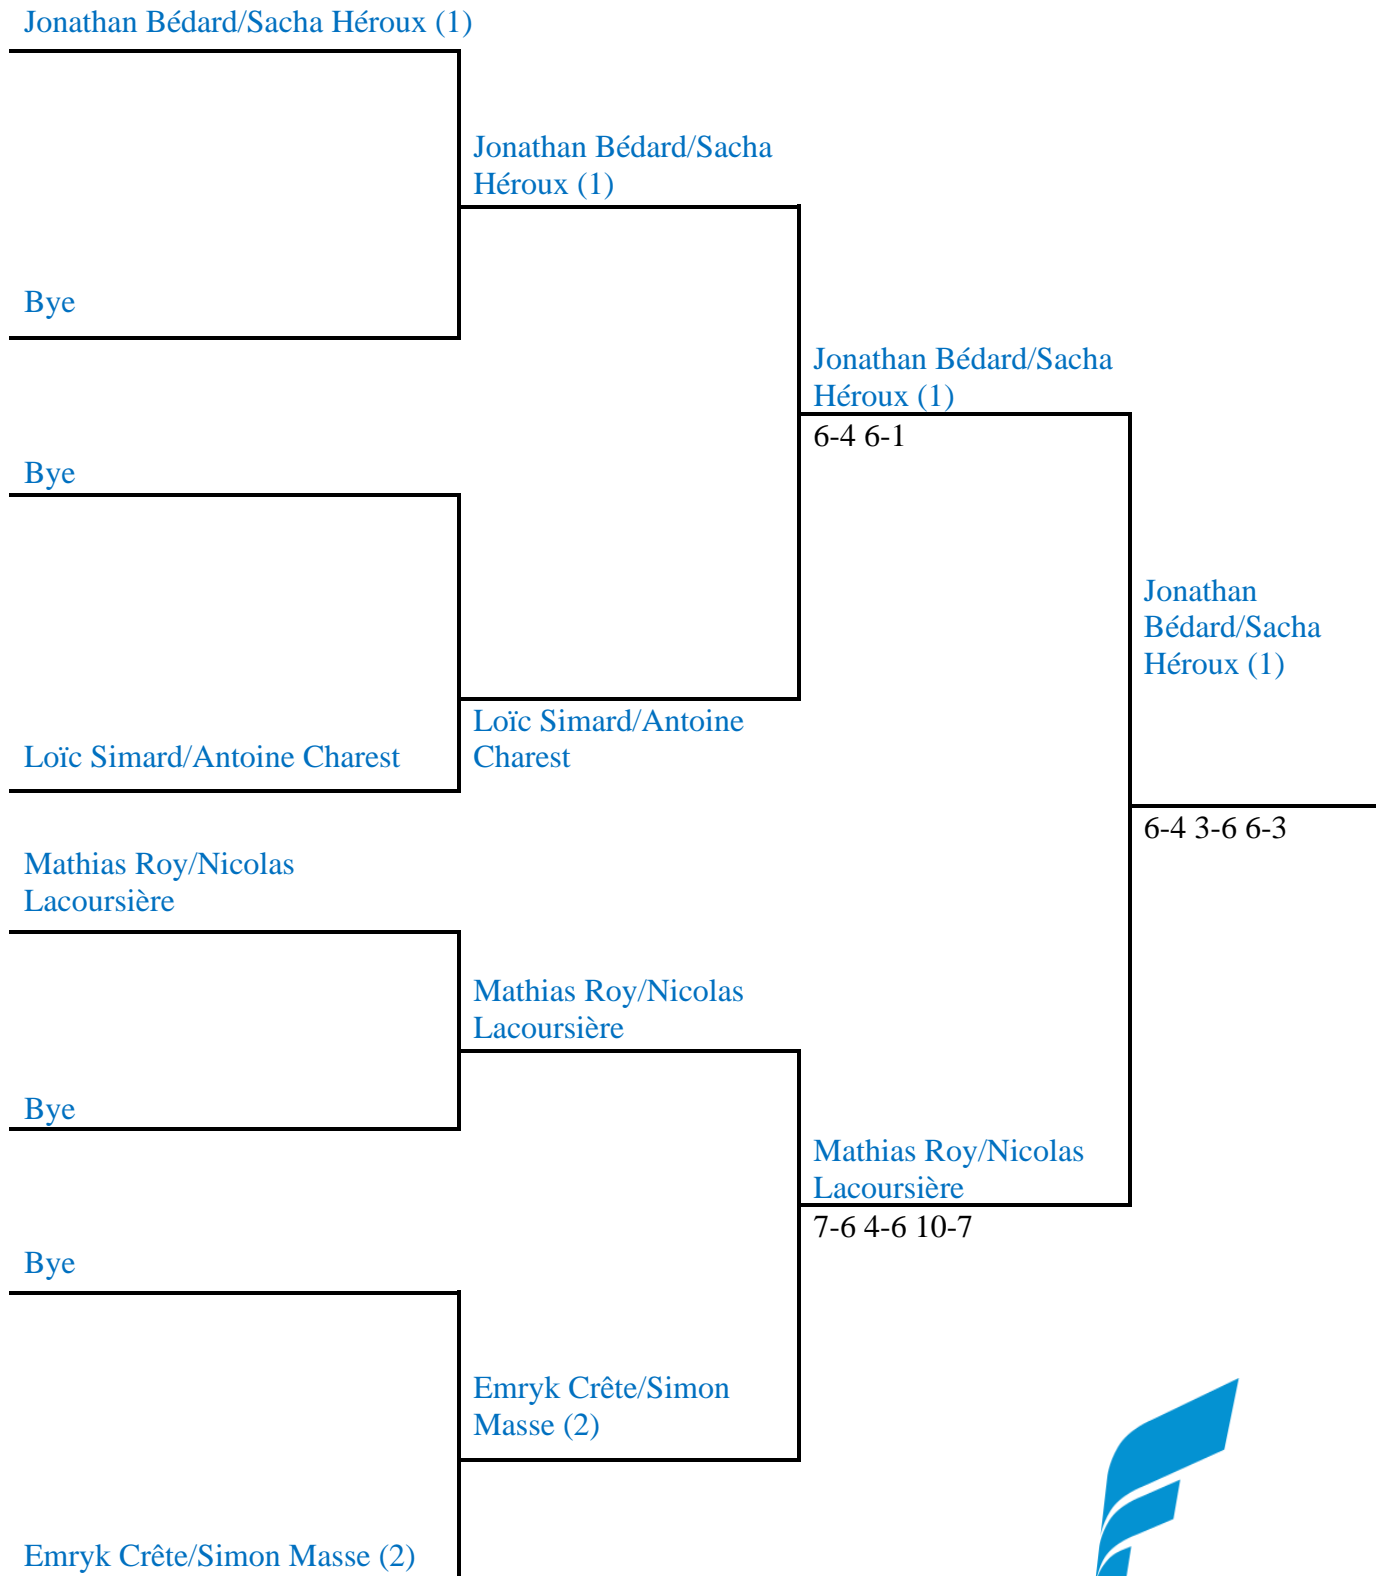 Jonathan Bédard/Sacha Héroux (1)
Jonathan Bédard/Sacha
Héroux (1)
Bye
Jonathan Bédard/Sacha
Héroux (1)
6-4 6-1
Bye
Jonathan
Bédard/Sacha
Héroux (1)
Loïc Simard/Antoine
Charest
Loïc Simard/Antoine Charest
6-4 3-6 6-3
Mathias Roy/Nicolas
Lacoursière
Mathias Roy/Nicolas
Lacoursière
Bye
Mathias Roy/Nicolas
Lacoursière
7-6 4-6 10-7
Bye
Emryk Crête/Simon
Masse (2)
Emryk Crête/Simon Masse (2)